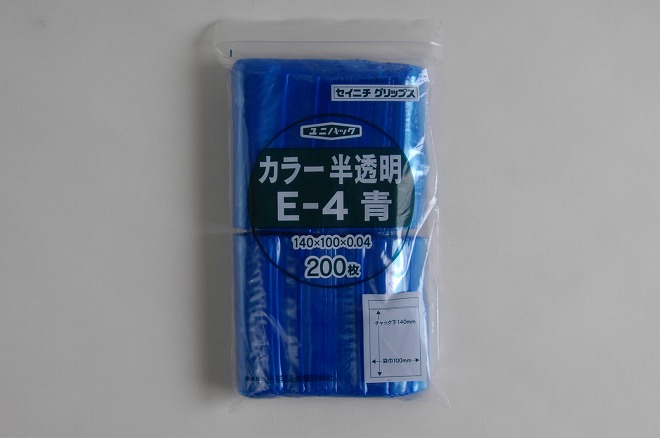 セイニチ グリップス
ユニパック
カラー半透明
E-4 青
140×100×0.04
200枚
チャック下140mm
袋巾100mm